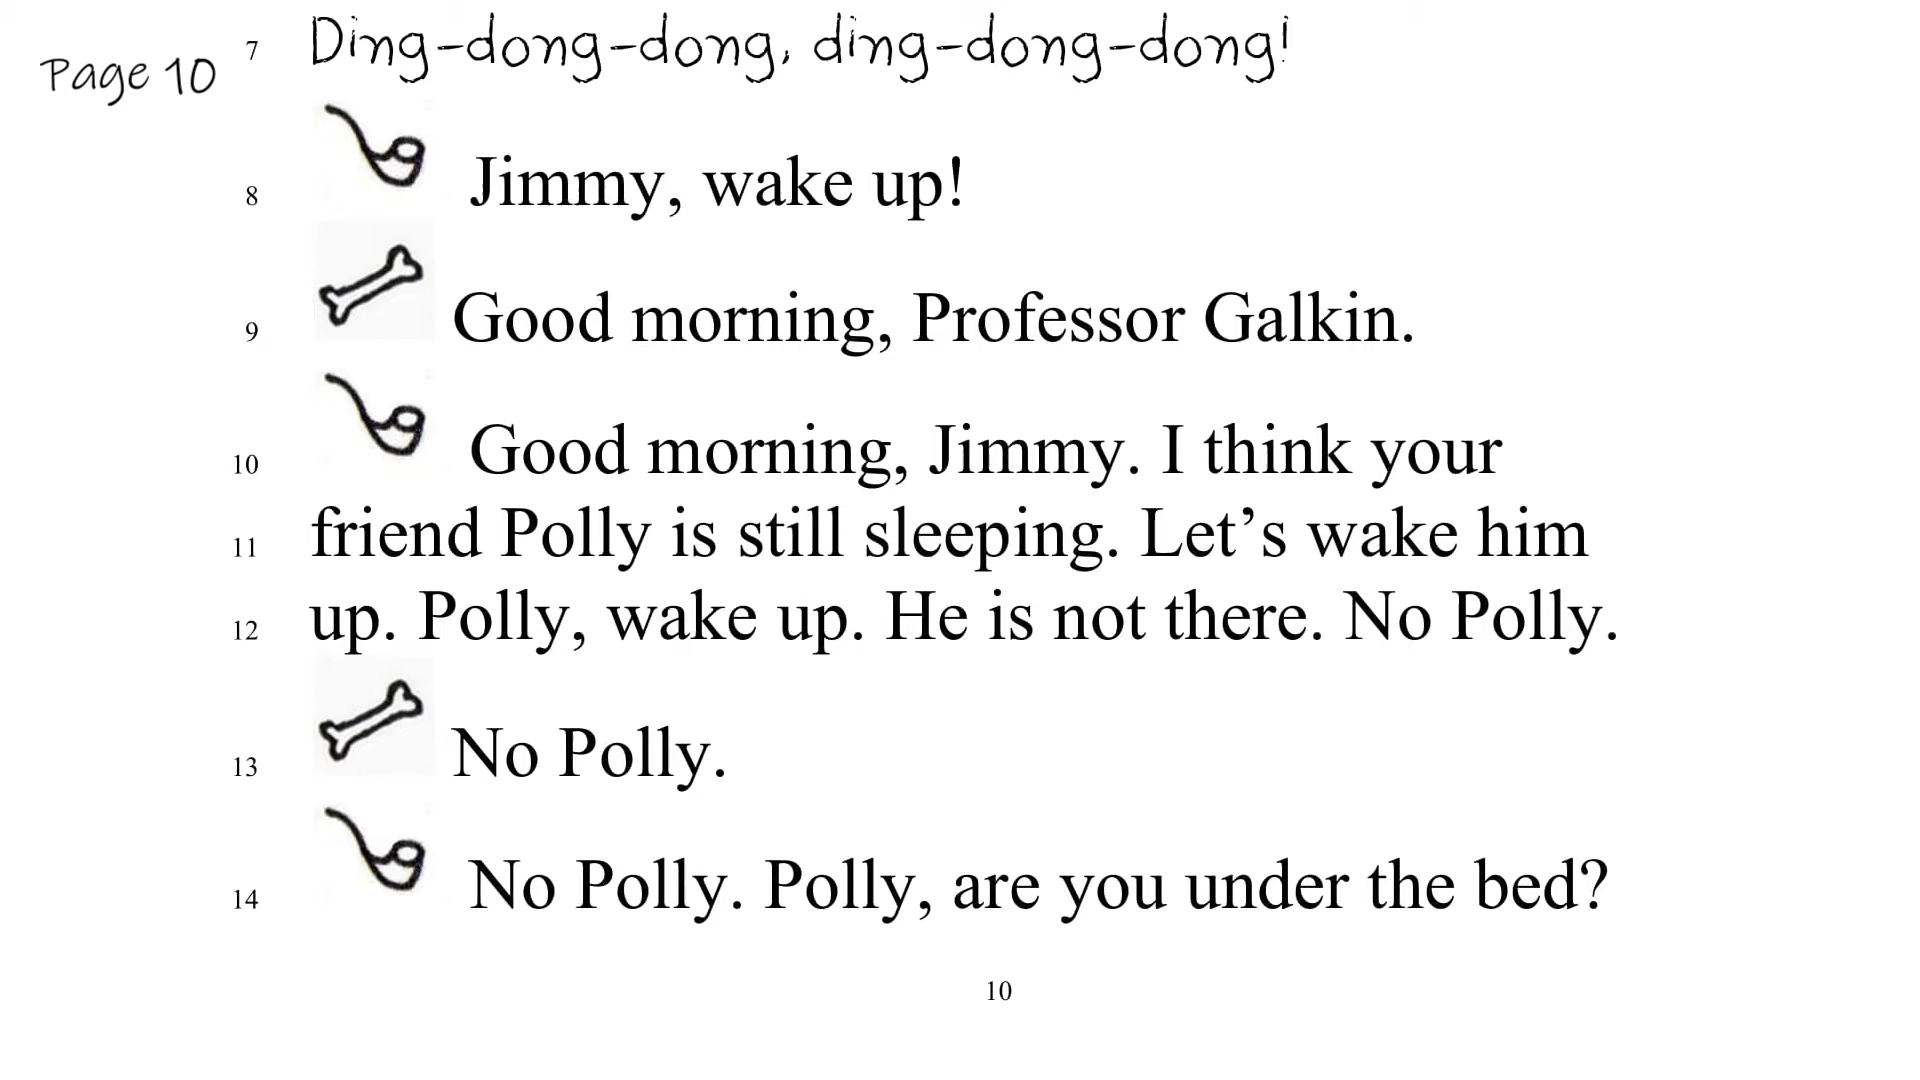 Page 10
7 Ding-dong-dong, ding-dong-dong!
8 Jimmy, wake up!
9 Good morning, Professor Galkin.
10 Good morning, Jimmy. I think your
11 friend Polly is still sleeping. Let’s wake him
12 up. Polly, wake up. He is not there. No Polly.
13 No Polly.
14 No Polly. Polly, are you under the bed?
10